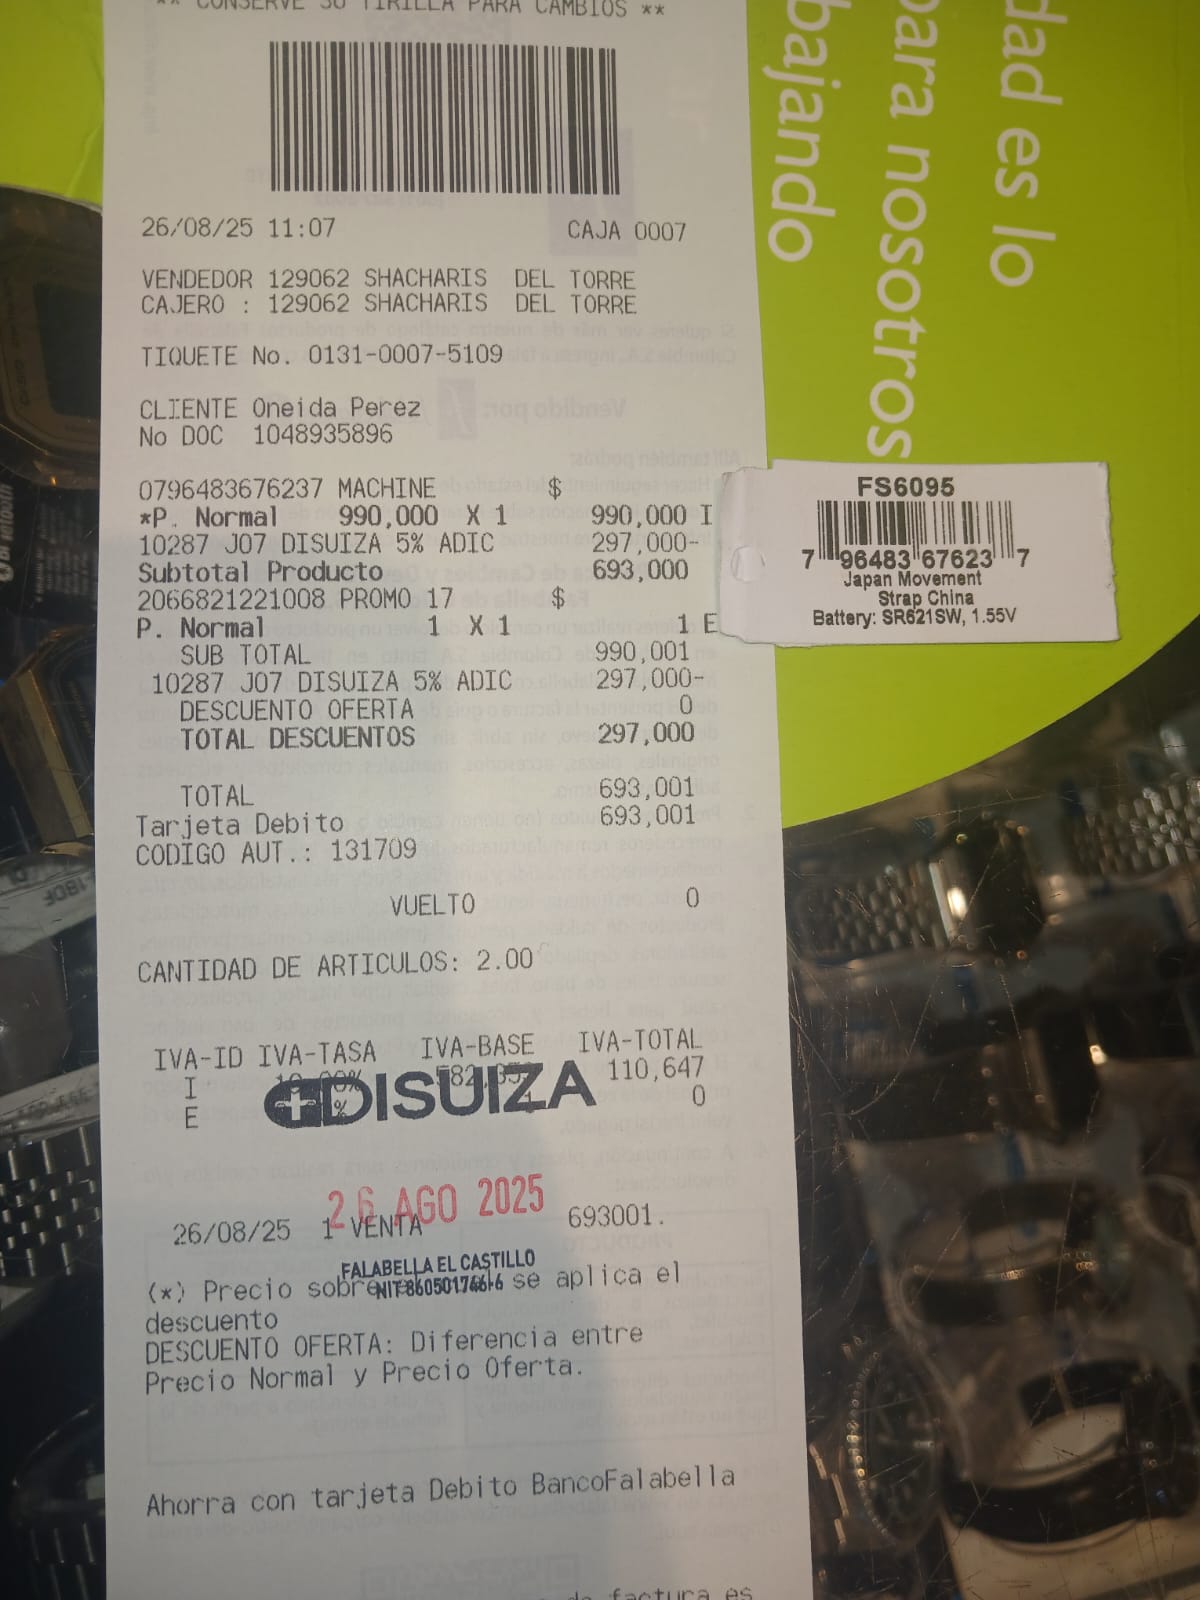 ** CONSERVE SU TIRILLA PARA CAMBIOS **
26/08/25 11:07 CAJA 0007
VENDEDOR 129062 SHACHARIS DEL TORRE
CAJERO : 129062 SHACHARIS DEL TORRE
TIQUETE No. 0131-0007-5109
CLIENTE Oneida Perez
No DOC 1048935896
0796483676237 MACHINE $
*P. Normal 990,000 X 1 990,000 I
10287 J07 DISUIZA 5% ADIC 297,000-
Subtotal Producto 693,000
2066821221008 PROMO 17 $
P. Normal 1 X 1 1 E
SUB TOTAL 990,001
10287 J07 DISUIZA 5% ADIC 297,000-
DESCUENTO OFERTA 0
TOTAL DESCUENTOS 297,000
TOTAL 693,001
Tarjeta Debito 693,001
CODIGO AUT.: 131709
VUELTO 0
CANTIDAD DE ARTICULOS: 2.00
IVA-ID IVA-TASA IVA-BASE IVA-TOTAL
I 110,647
E 0
DISUIZA
26 AGO 2025
26/08/25 1 VENTA 693001.
FALABELLA EL CASTILLO
NIT 860501746-6
(*) Precio sobre se aplica el
descuento
DESCUENTO OFERTA: Diferencia entre
Precio Normal y Precio Oferta.
Ahorra con tarjeta Debito BancoFalabella
de factura es
dad es lo
para nosotros
bajando
FS6095
7 96483 67623 7
Japan Movement
Strap China
Battery: SR621SW, 1.55V